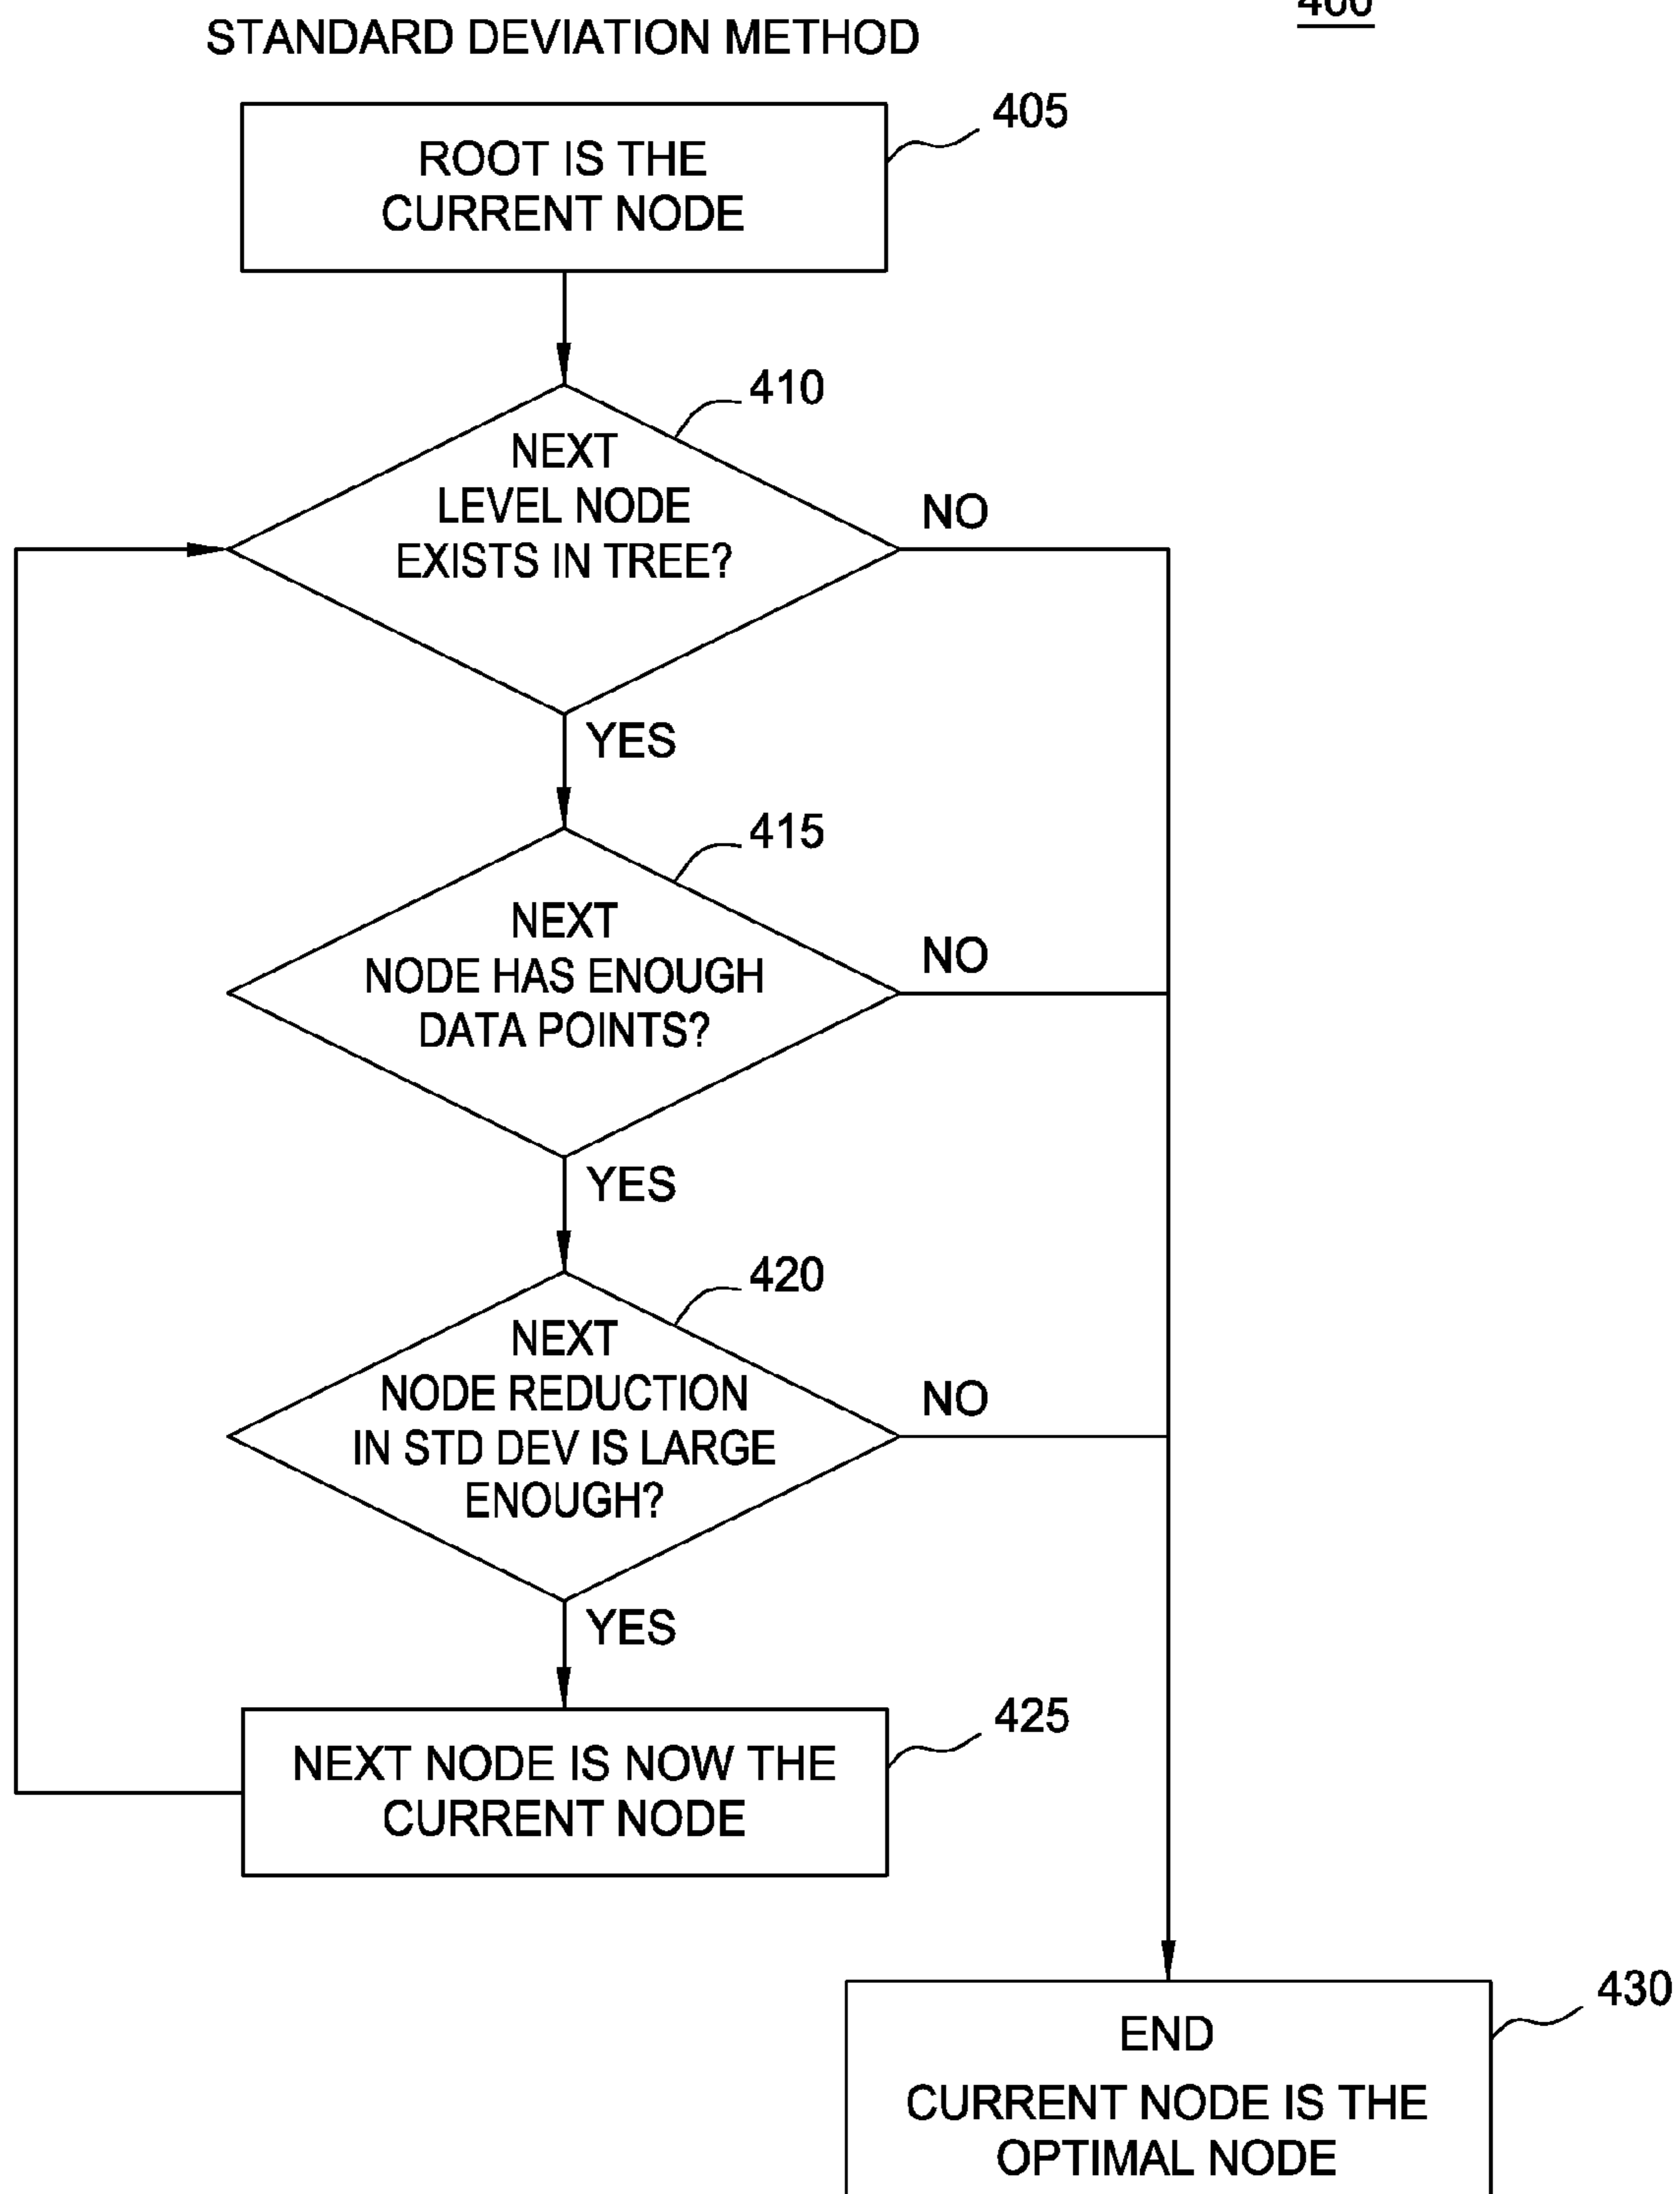 400
STANDARD DEVIATION METHOD
405
ROOT IS THE
CURRENT NODE
410
NEXT
LEVEL NODE
EXISTS IN TREE?
NO
YES
415
NEXT
NODE HAS ENOUGH
DATA POINTS?
NO
YES
420
NEXT
NODE REDUCTION
IN STD DEV IS LARGE
ENOUGH?
NO
YES
425
NEXT NODE IS NOW THE
CURRENT NODE
430
END
CURRENT NODE IS THE
OPTIMAL NODE